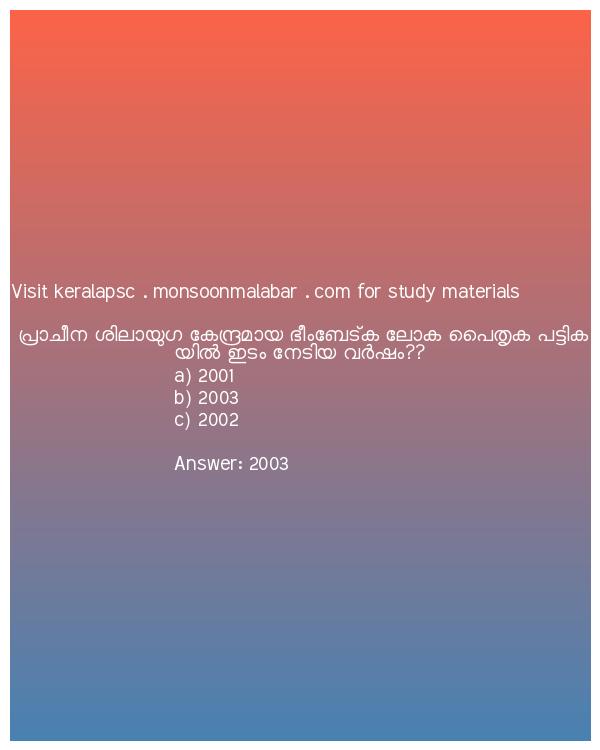 Visit keralapsc . monsoonmalabar . com for study materials
പ്രാചീന ശിലായുഗ കേന്ദ്രമായ ഭീംബേട്ക ലോക പൈതൃക പട്ടിക
യിൽ ഇടം നേടിയ വർഷം??
a) 2001
b) 2003
c) 2002
Answer: 2003